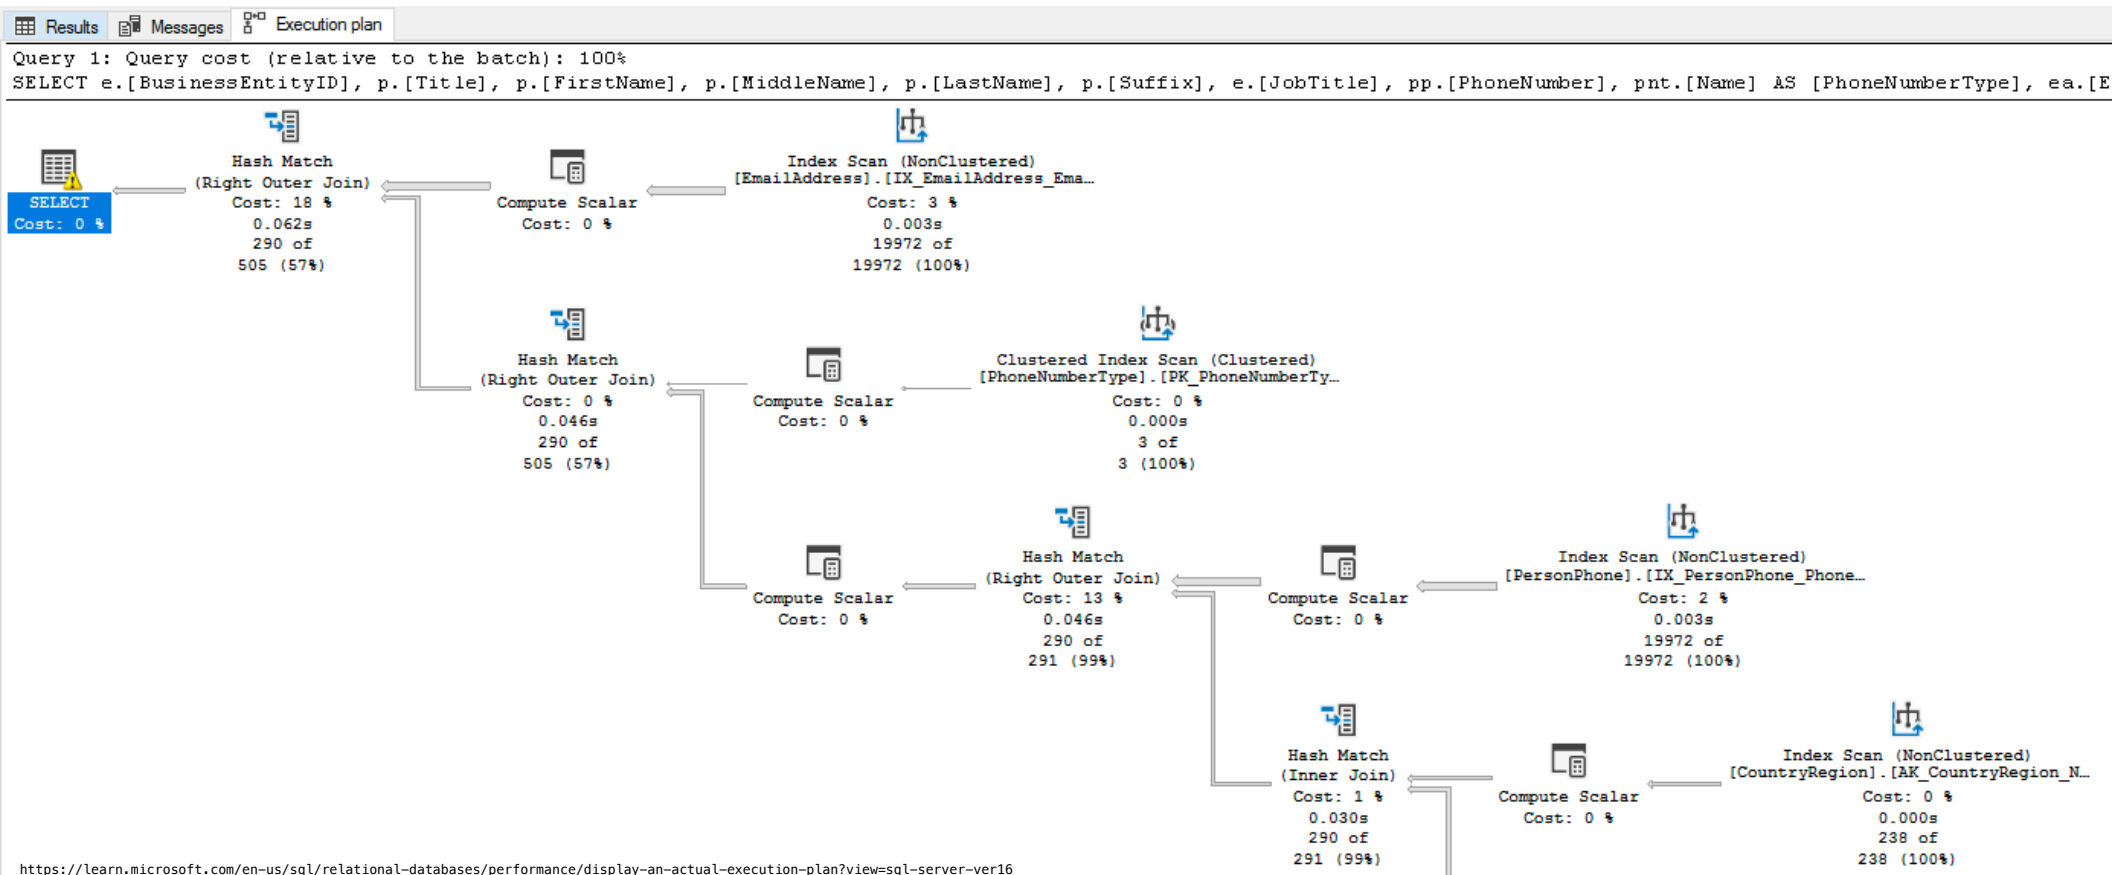 Results Messages Execution plan
Query 1: Query cost (relative to the batch): 100%
SELECT e.[BusinessEntityID], p.[Title], p.[FirstName], p.[MiddleName], p.[LastName], p.[Suffix], e.[JobTitle], pp.[PhoneNumber], pnt.[Name] AS [PhoneNumberType], ea.[E
SELECT
Cost: 0 %
Hash Match
(Right Outer Join)
Cost: 18 %
0.062s
290 of
505 (57%)
Compute Scalar
Cost: 0 %
Index Scan (NonClustered)
[EmailAddress].[IX_EmailAddress_Ema…
Cost: 3 %
0.003s
19972 of
19972 (100%)
Hash Match
(Right Outer Join)
Cost: 0 %
0.046s
290 of
505 (57%)
Compute Scalar
Cost: 0 %
Clustered Index Scan (Clustered)
[PhoneNumberType].[PK_PhoneNumberTy…
Cost: 0 %
0.000s
3 of
3 (100%)
Compute Scalar
Cost: 0 %
Hash Match
(Right Outer Join)
Cost: 13 %
0.046s
290 of
291 (99%)
Compute Scalar
Cost: 0 %
Index Scan (NonClustered)
[PersonPhone].[IX_PersonPhone_Phone…
Cost: 2 %
0.003s
19972 of
19972 (100%)
Hash Match
(Inner Join)
Cost: 1 %
0.030s
290 of
291 (99%)
Compute Scalar
Cost: 0 %
Index Scan (NonClustered)
[CountryRegion].[AK_CountryRegion_N…
Cost: 0 %
0.000s
238 of
238 (100%)
https://learn.microsoft.com/en-us/sql/relational-databases/performance/display-an-actual-execution-plan?view=sql-server-ver16